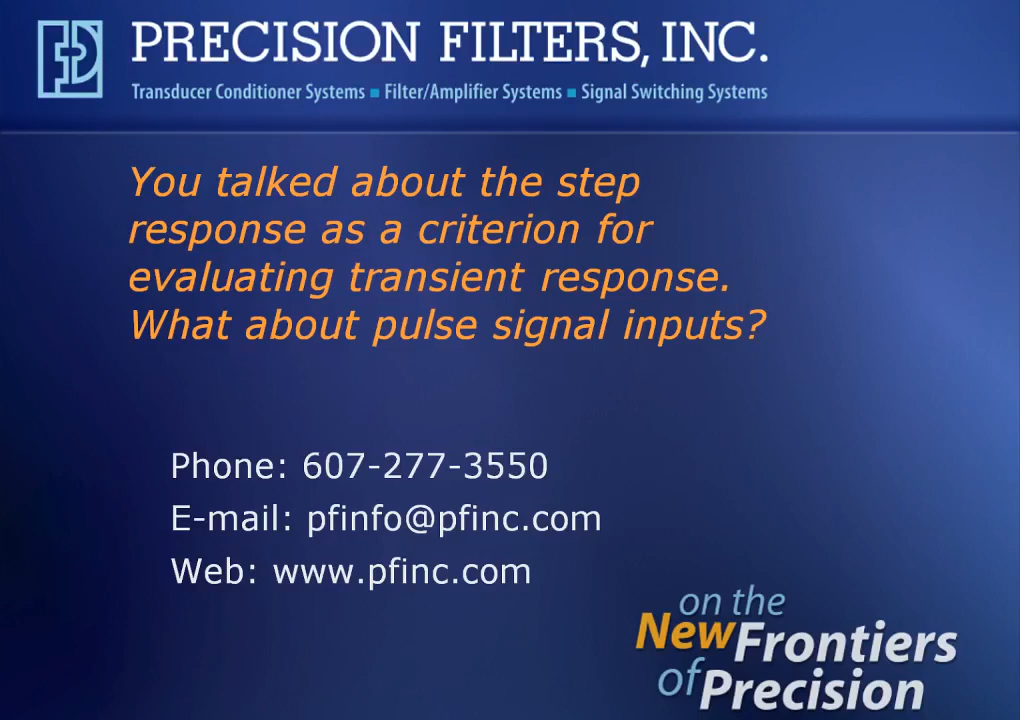 PRECISION FILTERS, INC.
Transducer Conditioner Systems ■ Filter/Amplifier Systems ■ Signal Switching Systems
You talked about the step
response as a criterion for
evaluating transient response.
What about pulse signal inputs?
Phone: 607-277-3550
E-mail: pfinfo@pfinc.com
Web: www.pfinc.com
on the
New Frontiers
of Precision